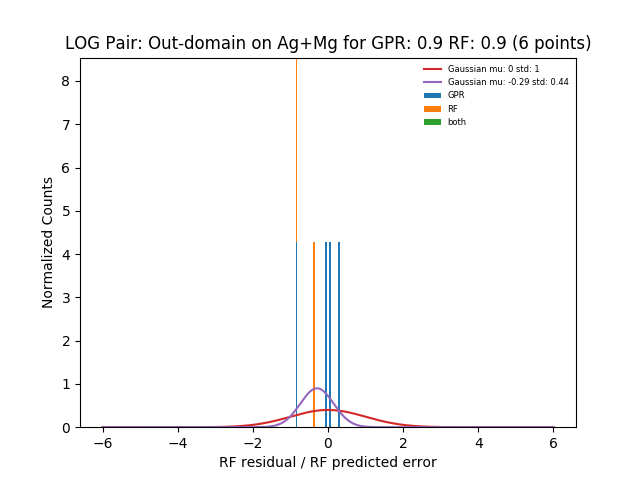 LOG Pair: Out-domain on Ag+Mg for GPR: 0.9 RF: 0.9 (6 points)
Gaussian mu: 0 std: 1
Gaussian mu: -0.29 std: 0.44
GPR
RF
both
Normalized Counts
8
7
6
5
4
3
2
1
0
−6 −4 −2 0 2 4 6
RF residual / RF predicted error